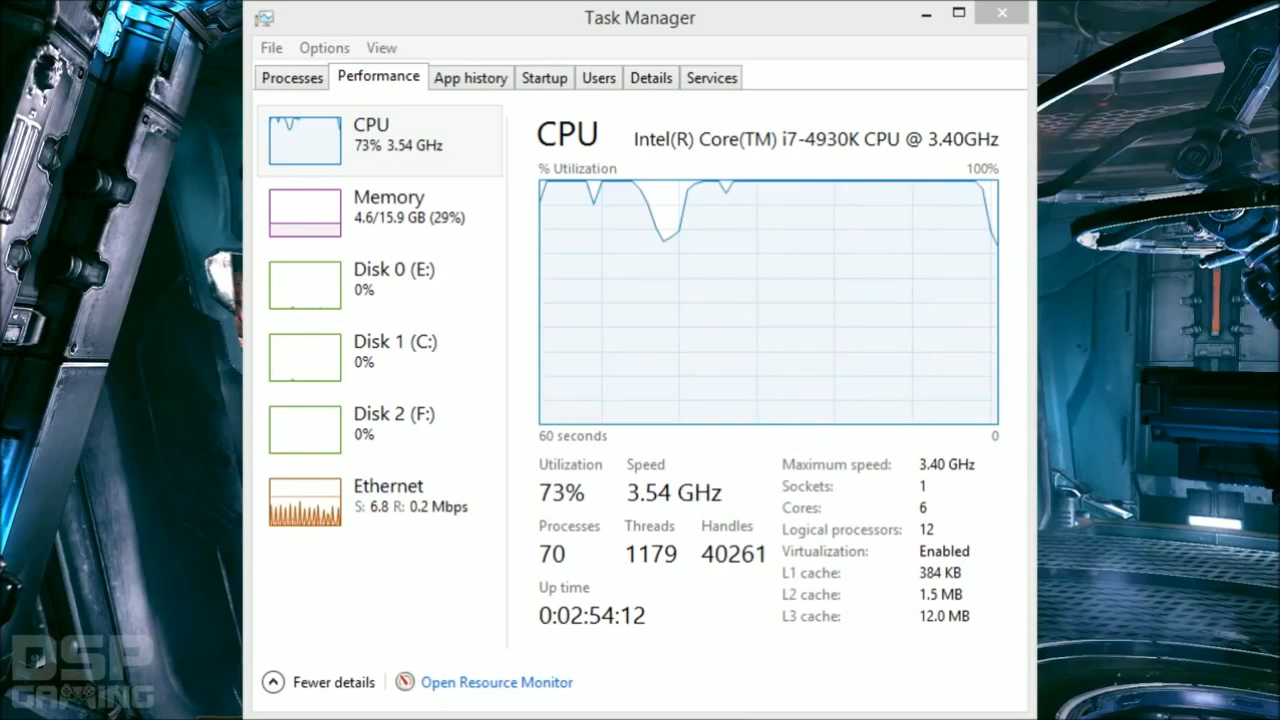 Task Manager
File Options View
Processes Performance App history Startup Users Details Services
CPU
73% 3.54 GHz
Memory
4.6/15.9 GB (29%)
Disk 0 (E:)
0%
Disk 1 (C:)
0%
Disk 2 (F:)
0%
Ethernet
S: 6.8 R: 0.2 Mbps
CPU Intel(R) Core(TM) i7-4930K CPU @ 3.40GHz
% Utilization 100%
60 seconds 0
Utilization Speed
73% 3.54 GHz
Processes Threads Handles
70 1179 40261
Up time
0:02:54:12
Maximum speed: 3.40 GHz
Sockets: 1
Cores: 6
Logical processors: 12
Virtualization: Enabled
L1 cache: 384 KB
L2 cache: 1.5 MB
L3 cache: 12.0 MB
Fewer details Open Resource Monitor
DSP
GAMING